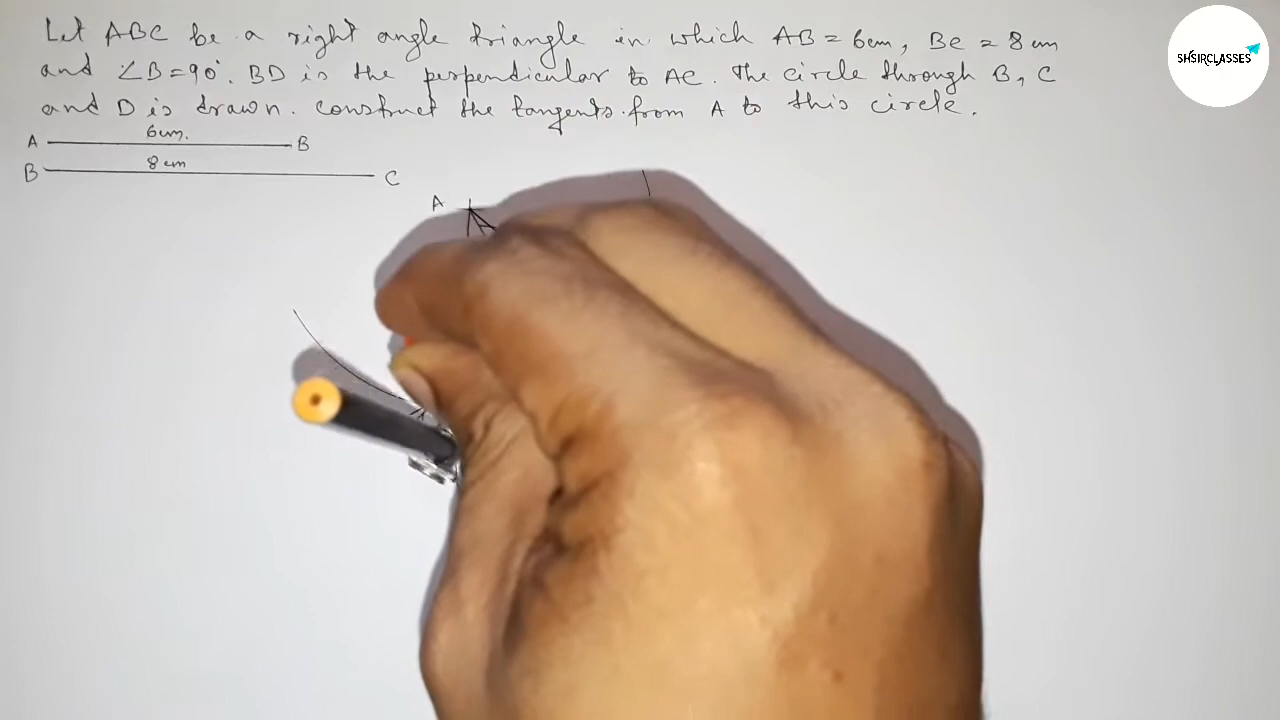 Let ABC be a right angle triangle in which AB = 6cm, BC = 8 cm
and ∠B=90°. BD is the perpendicular to AC. The circle through B, C
and D is drawn. construct the tangents from A to this circle.
A 6cm. B
B 8 cm C
A
SHSIRCLASSES